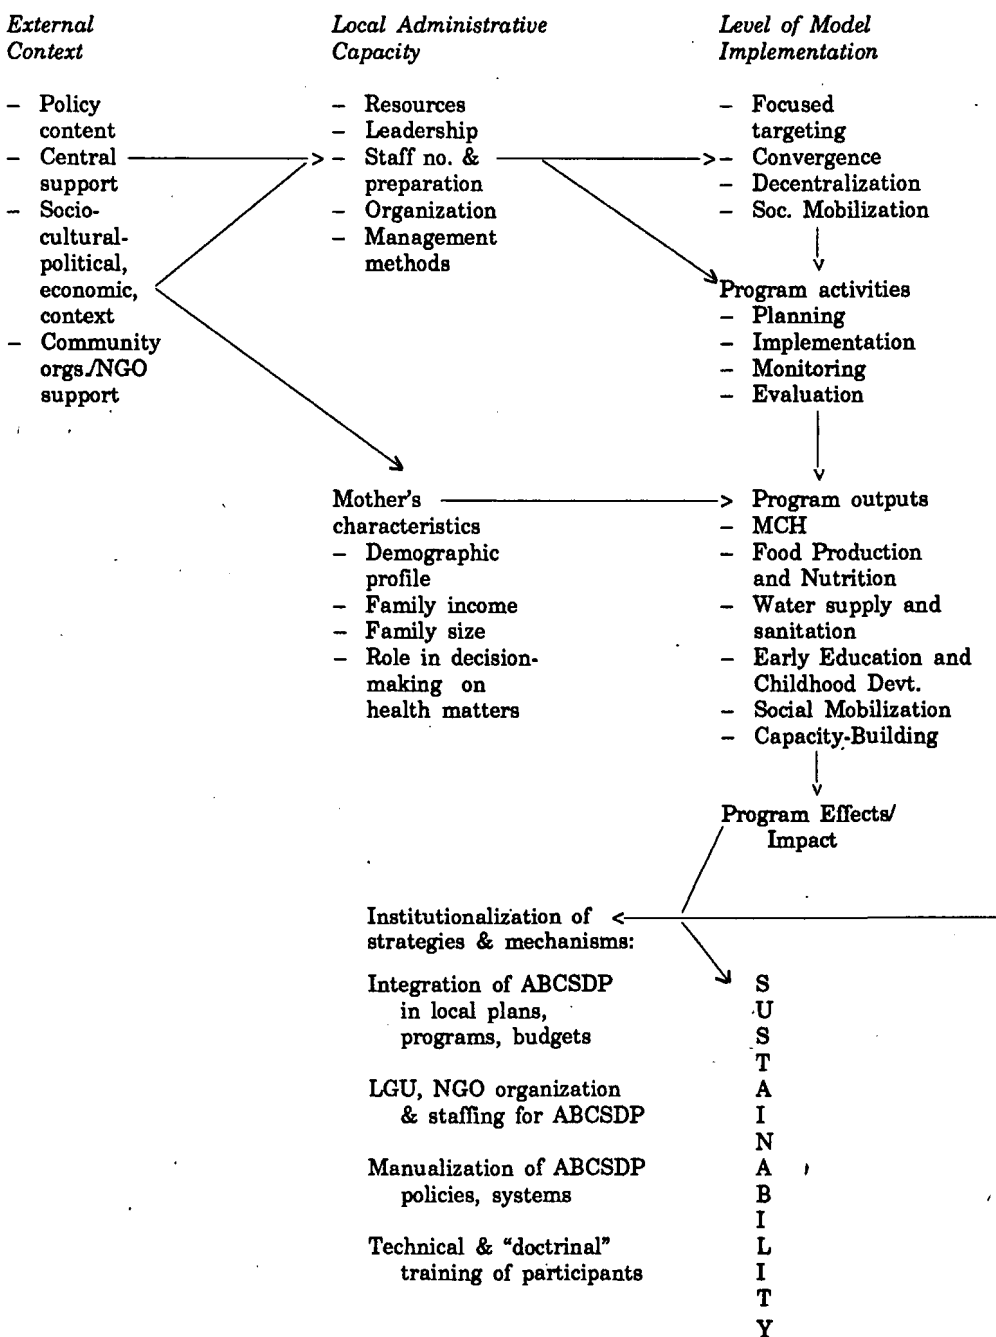 External
Context
– Policy
content
– Central
support
– Socio-
cultural-
political,
economic,
context
– Community
orgs./NGO
support
Local Administrative
Capacity
– Resources
– Leadership
– Staff no. &
preparation
– Organization
– Management
methods
Level of Model
Implementation
– Focused
targeting
– Convergence
– Decentralization
– Soc. Mobilization
Program activities
– Planning
– Implementation
– Monitoring
– Evaluation
Mother's
characteristics
– Demographic
profile
– Family income
– Family size
– Role in decision-
making on
health matters
Program outputs
– MCH
– Food Production
and Nutrition
– Water supply and
sanitation
– Early Education and
Childhood Devt.
– Social Mobilization
– Capacity-Building
Program Effects/
Impact
Institutionalization of
strategies & mechanisms:
Integration of ABCSDP
in local plans,
programs, budgets
LGU, NGO organization
& staffing for ABCSDP
Manualization of ABCSDP
policies, systems
Technical & “doctrinal”
training of participants
S
U
S
T
A
I
N
A
B
I
L
I
T
Y